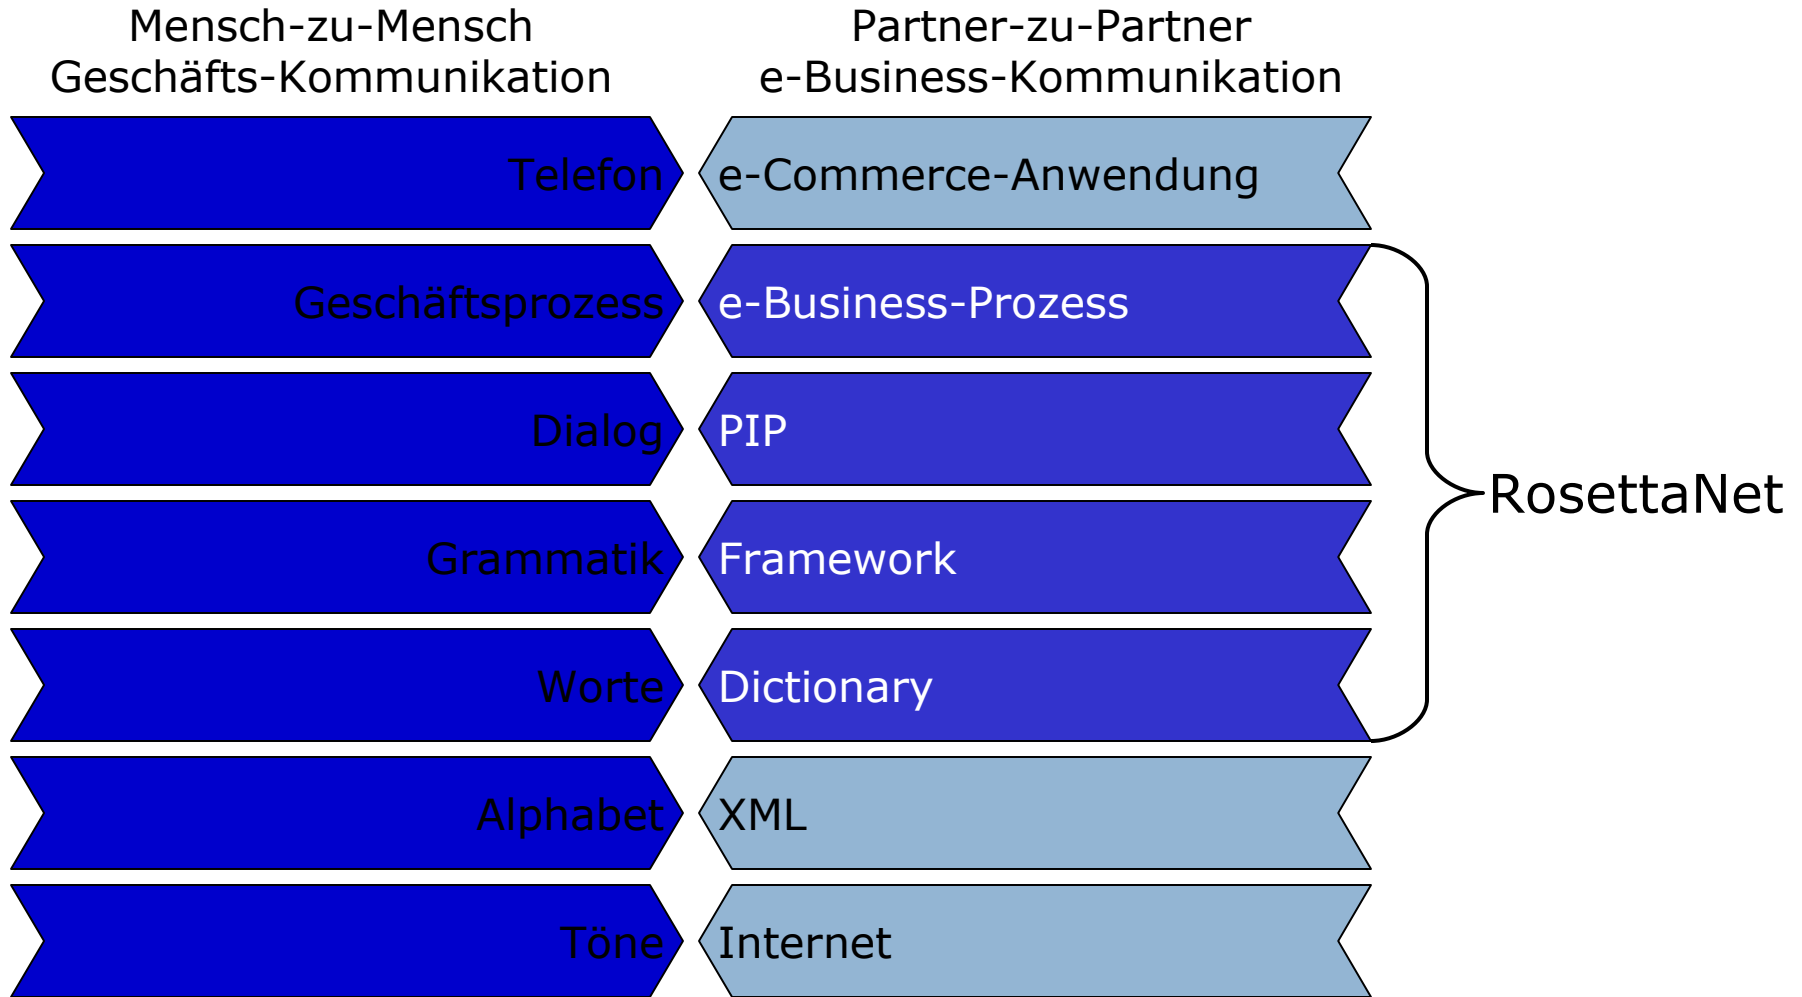 Mensch-zu-Mensch
Geschäfts-Kommunikation
Partner-zu-Partner
e-Business-Kommunikation
Telefon
e-Commerce-Anwendung
Geschäftsprozess
e-Business-Prozess
Dialog
PIP
Grammatik
Framework
Worte
Dictionary
RosettaNet
Alphabet
XML
Töne
Internet